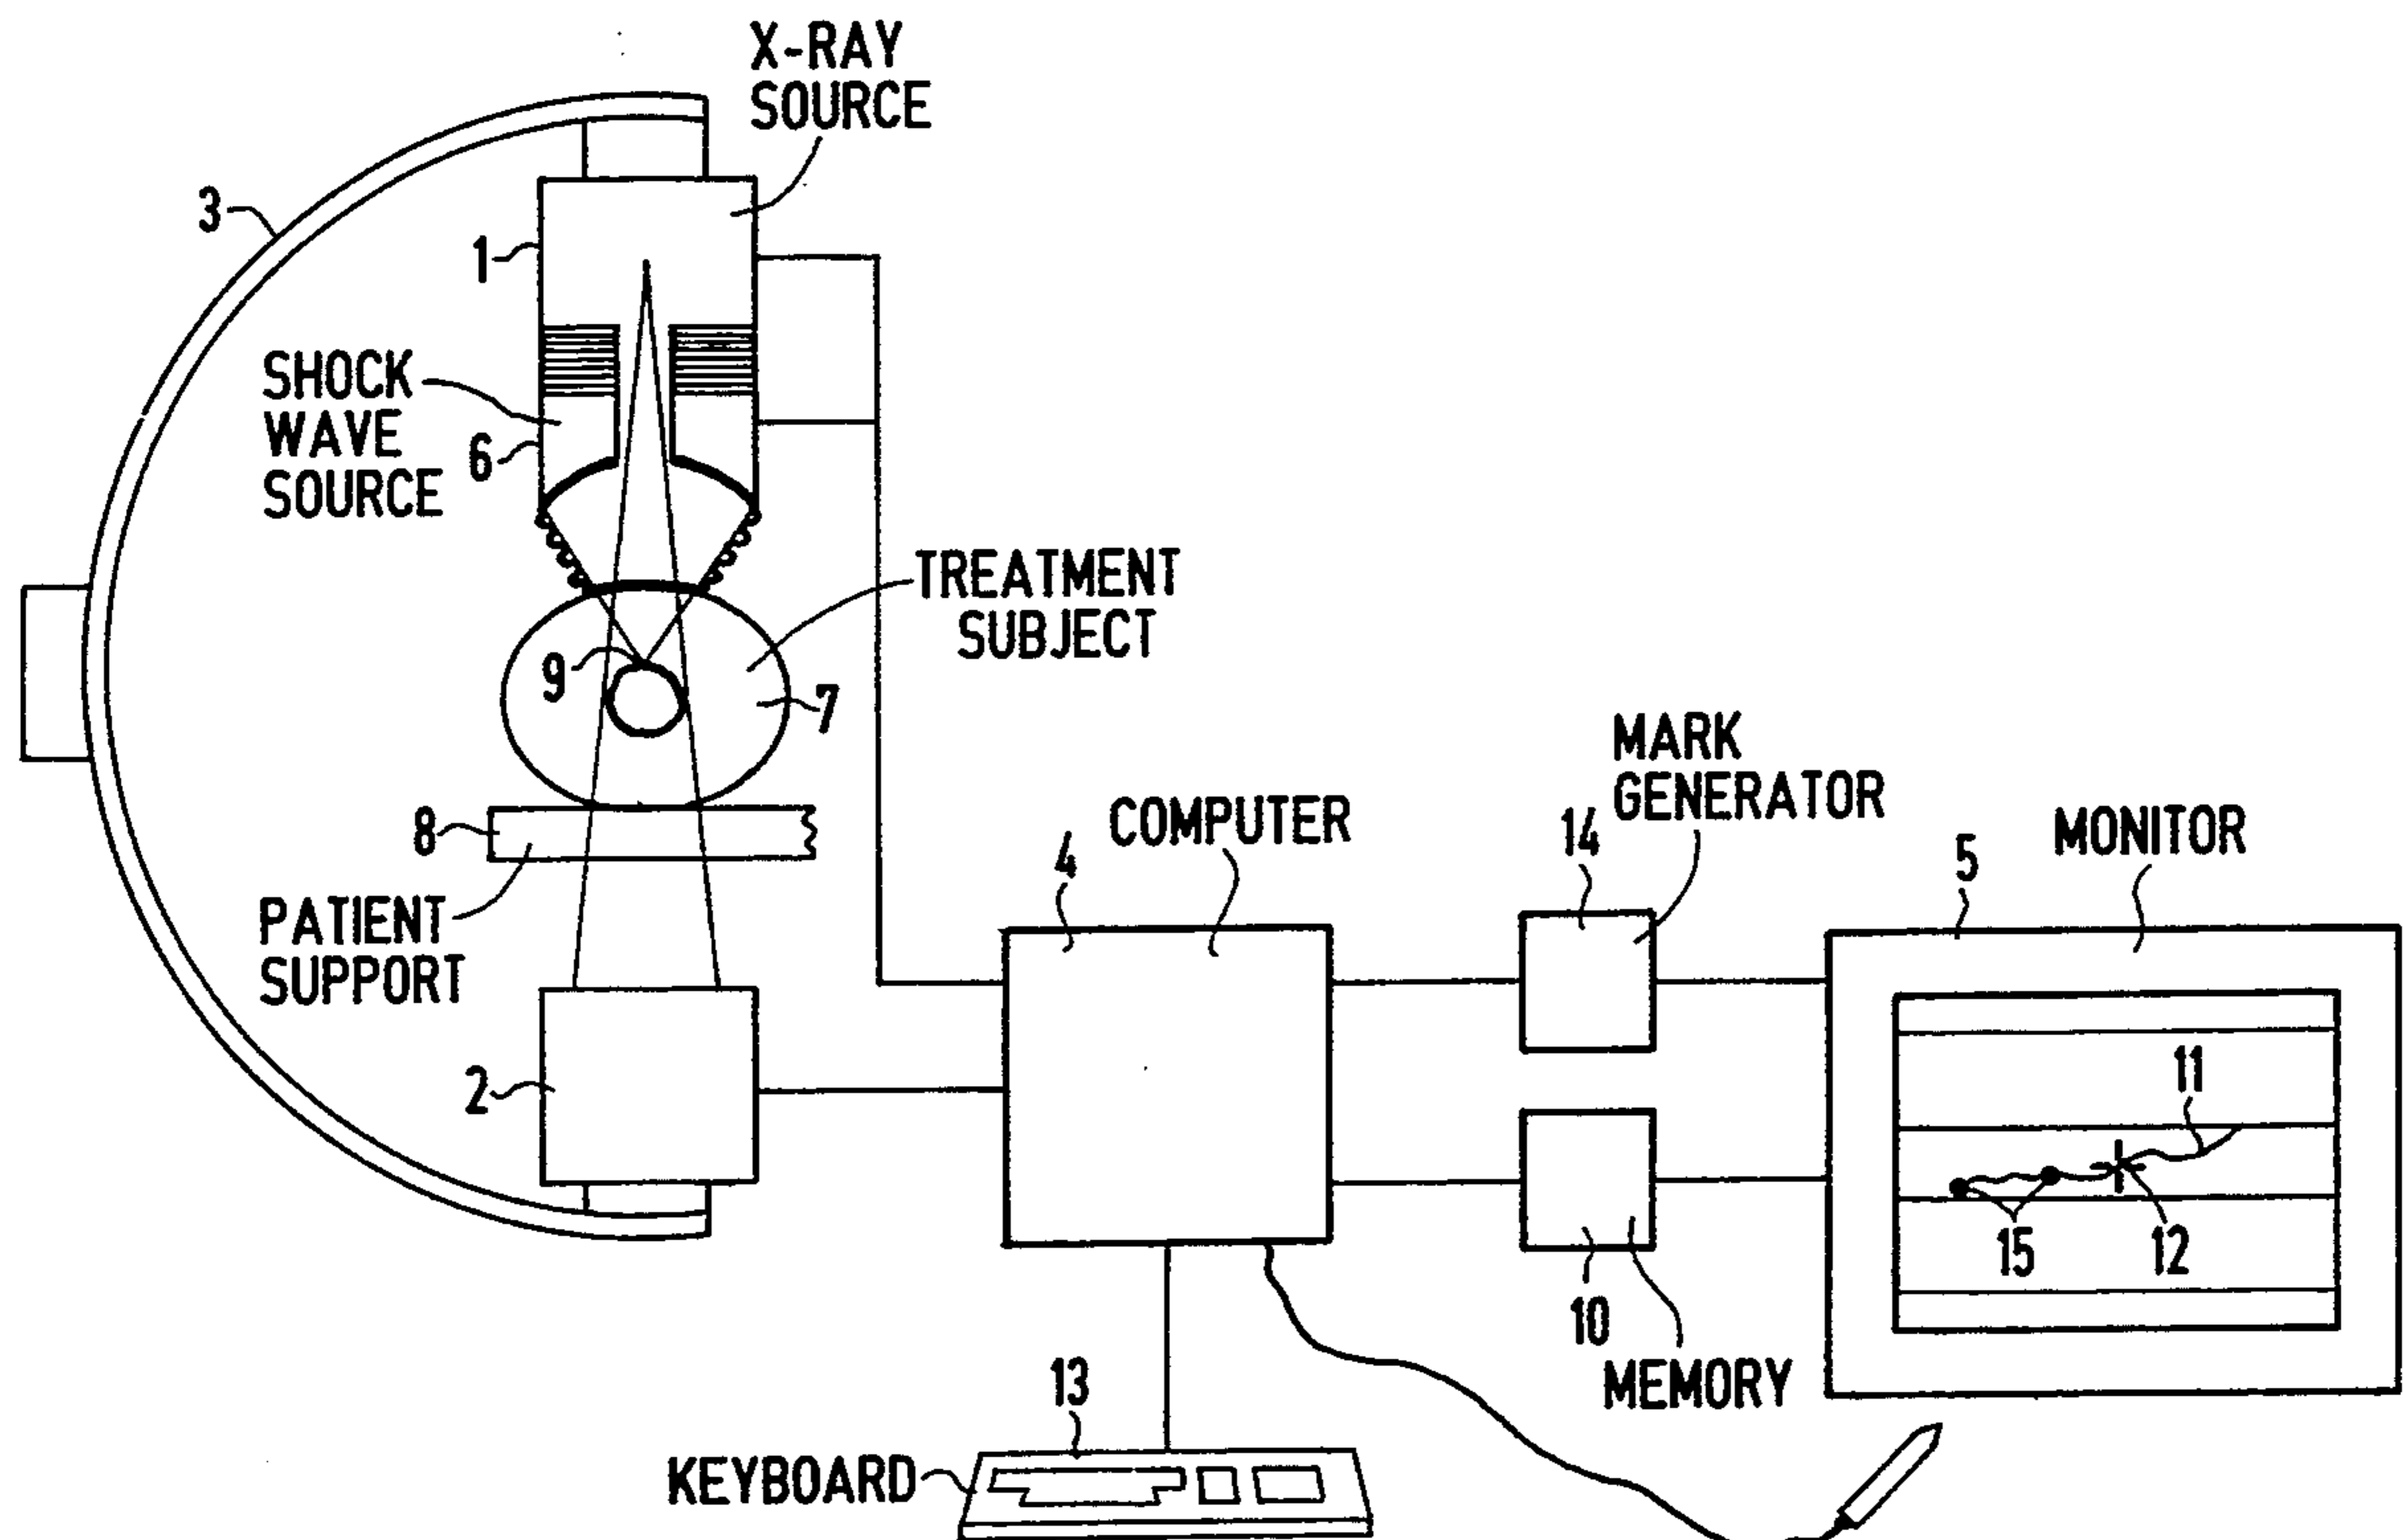 X-RAY
SOURCE
3
1
SHOCK
WAVE
SOURCE
6
TREATMENT
SUBJECT
9
7
MARK
GENERATOR
8
4
COMPUTER
14
5
MONITOR
PATIENT
SUPPORT
2
11
15
12
10
MEMORY
13
KEYBOARD